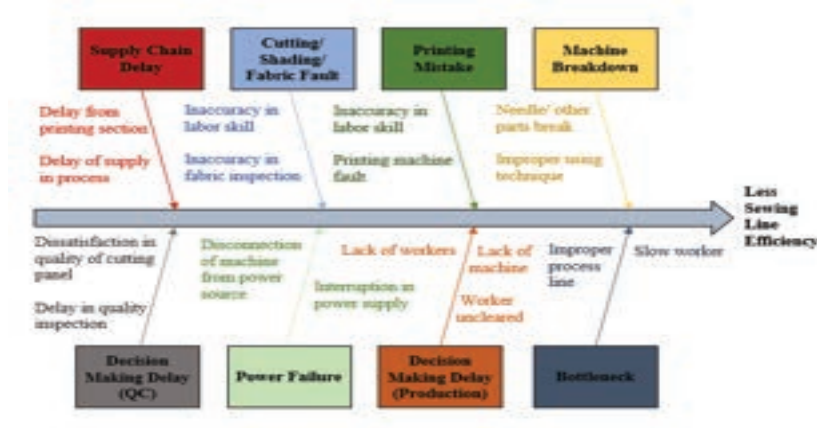 Supply Chain
Delay
Cutting/
Shading/
Fabric Fault
Printing
Mistake
Machine
Breakdown
Delay from
printing section
Delay of supply
in process
Inaccuracy in
labor skill
Inaccuracy in
fabric inspection
Inaccuracy in
labor skill
Printing machine
fault
Needle/ other
parts break
Improper using
technique
Less
Sewing
Line
Efficiency
Dissatisfaction in
quality of cutting
panel
Delay in quality
inspection
Disconnection
of machine
from power
source
Interruption in
power supply
Lack of workers
Lack of
machine
Worker
uncleared
Improper
process
line
Slow worker
Decision
Making Delay
(QC)
Power Failure
Decision
Making Delay
(Production)
Bottleneck